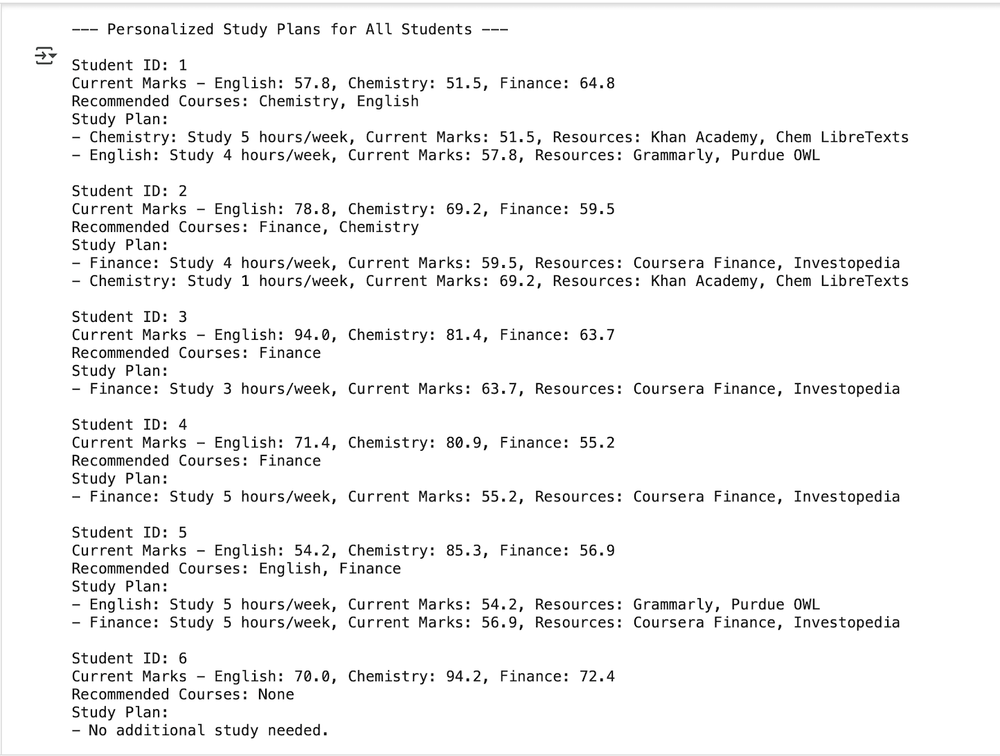 --- Personalized Study Plans for All Students ---
Student ID: 1
Current Marks - English: 57.8, Chemistry: 51.5, Finance: 64.8
Recommended Courses: Chemistry, English
Study Plan:
- Chemistry: Study 5 hours/week, Current Marks: 51.5, Resources: Khan Academy, Chem LibreTexts
- English: Study 4 hours/week, Current Marks: 57.8, Resources: Grammarly, Purdue OWL
Student ID: 2
Current Marks - English: 78.8, Chemistry: 69.2, Finance: 59.5
Recommended Courses: Finance, Chemistry
Study Plan:
- Finance: Study 4 hours/week, Current Marks: 59.5, Resources: Coursera Finance, Investopedia
- Chemistry: Study 1 hours/week, Current Marks: 69.2, Resources: Khan Academy, Chem LibreTexts
Student ID: 3
Current Marks - English: 94.0, Chemistry: 81.4, Finance: 63.7
Recommended Courses: Finance
Study Plan:
- Finance: Study 3 hours/week, Current Marks: 63.7, Resources: Coursera Finance, Investopedia
Student ID: 4
Current Marks - English: 71.4, Chemistry: 80.9, Finance: 55.2
Recommended Courses: Finance
Study Plan:
- Finance: Study 5 hours/week, Current Marks: 55.2, Resources: Coursera Finance, Investopedia
Student ID: 5
Current Marks - English: 54.2, Chemistry: 85.3, Finance: 56.9
Recommended Courses: English, Finance
Study Plan:
- English: Study 5 hours/week, Current Marks: 54.2, Resources: Grammarly, Purdue OWL
- Finance: Study 5 hours/week, Current Marks: 56.9, Resources: Coursera Finance, Investopedia
Student ID: 6
Current Marks - English: 70.0, Chemistry: 94.2, Finance: 72.4
Recommended Courses: None
Study Plan:
- No additional study needed.